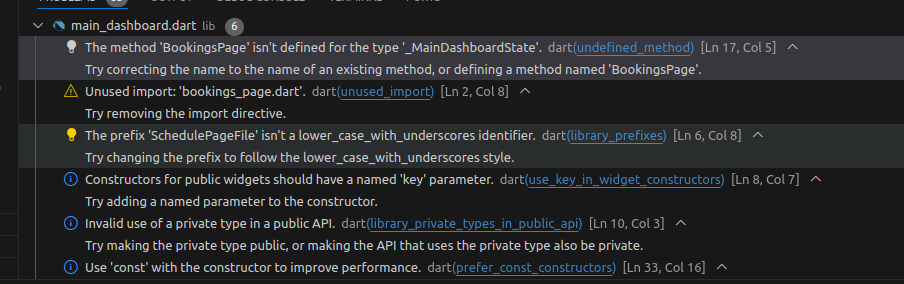 main_dashboard.dart lib 6
The method 'BookingsPage' isn't defined for the type '_MainDashboardState'. dart(undefined_method) [Ln 17, Col 5]
Try correcting the name to the name of an existing method, or defining a method named 'BookingsPage'.
Unused import: 'bookings_page.dart'. dart(unused_import) [Ln 2, Col 8]
Try removing the import directive.
The prefix 'SchedulePageFile' isn't a lower_case_with_underscores identifier. dart(library_prefixes) [Ln 6, Col 8]
Try changing the prefix to follow the lower_case_with_underscores style.
Constructors for public widgets should have a named 'key' parameter. dart(use_key_in_widget_constructors) [Ln 8, Col 7]
Try adding a named parameter to the constructor.
Invalid use of a private type in a public API. dart(library_private_types_in_public_api) [Ln 10, Col 3]
Try making the private type public, or making the API that uses the private type also be private.
Use 'const' with the constructor to improve performance. dart(prefer_const_constructors) [Ln 33, Col 16]